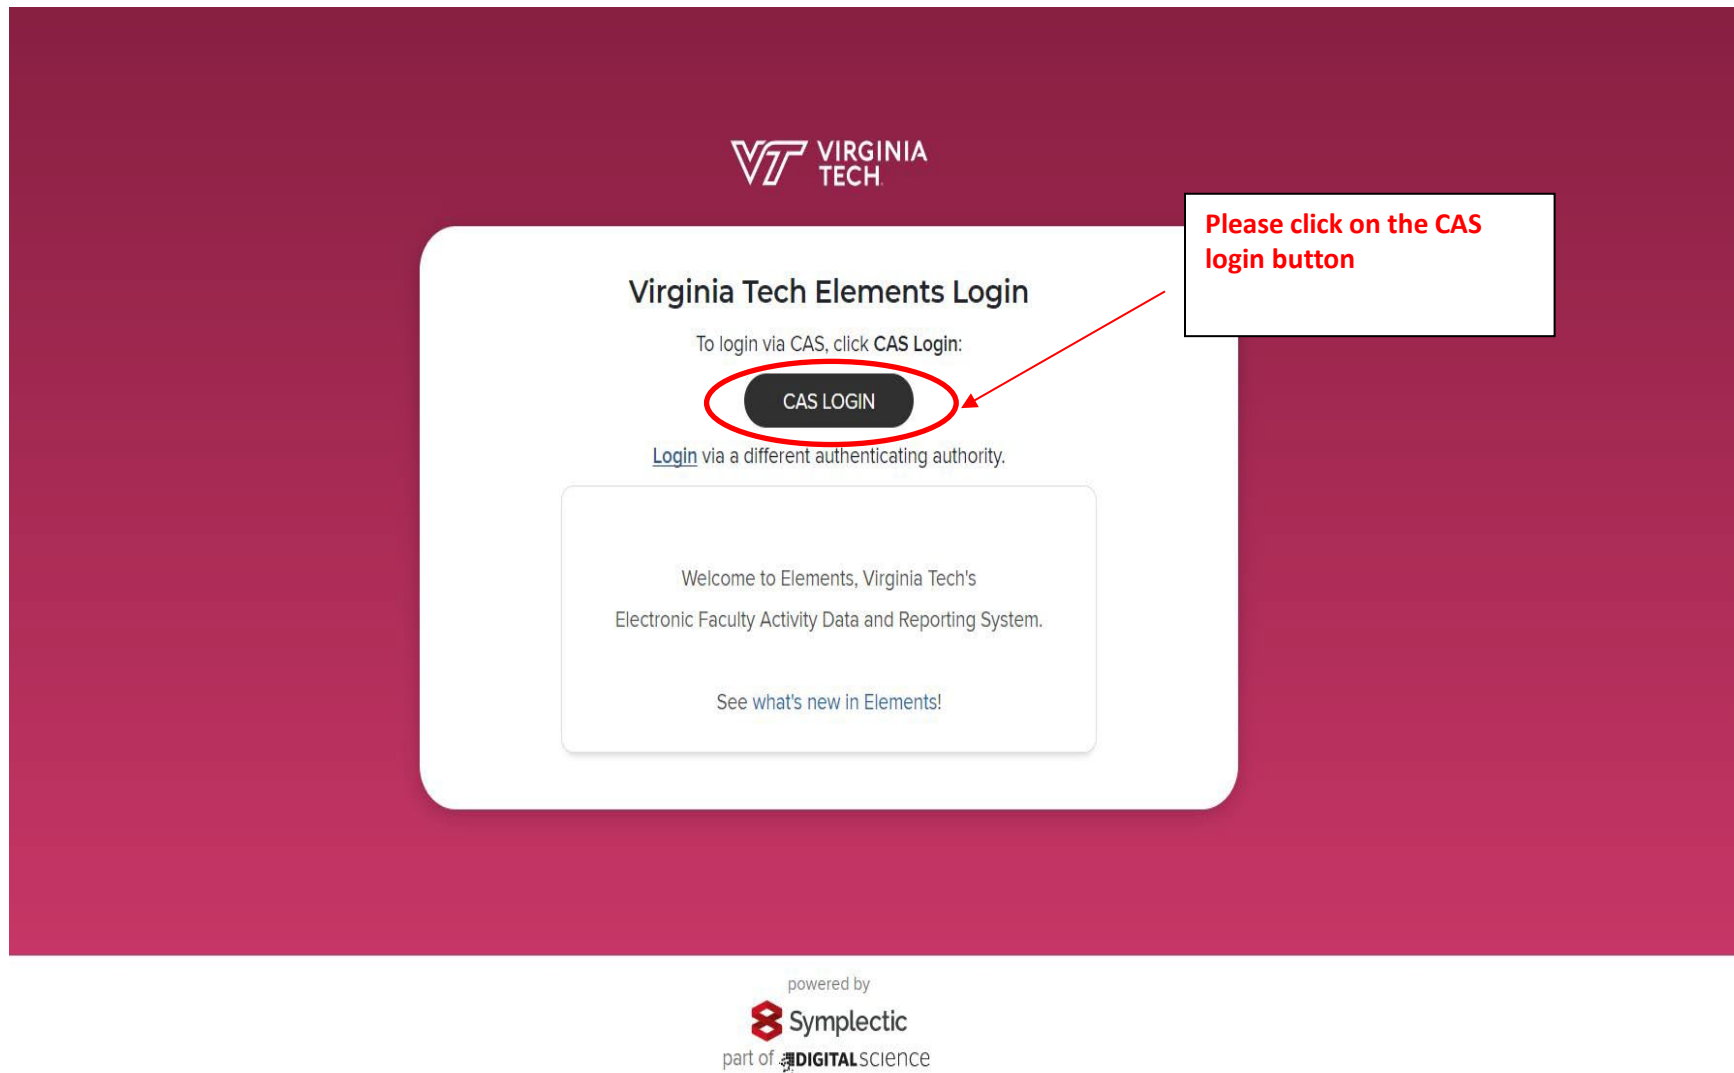 VT VIRGINIA
TECH
Please click on the CAS
login button
Virginia Tech Elements Login
To login via CAS, click CAS Login:
CAS LOGIN
Login via a different authenticating authority.
Welcome to Elements, Virginia Tech's
Electronic Faculty Activity Data and Reporting System.
See what's new in Elements!
powered by
Symplectic
part of DIGITALSCIENCE